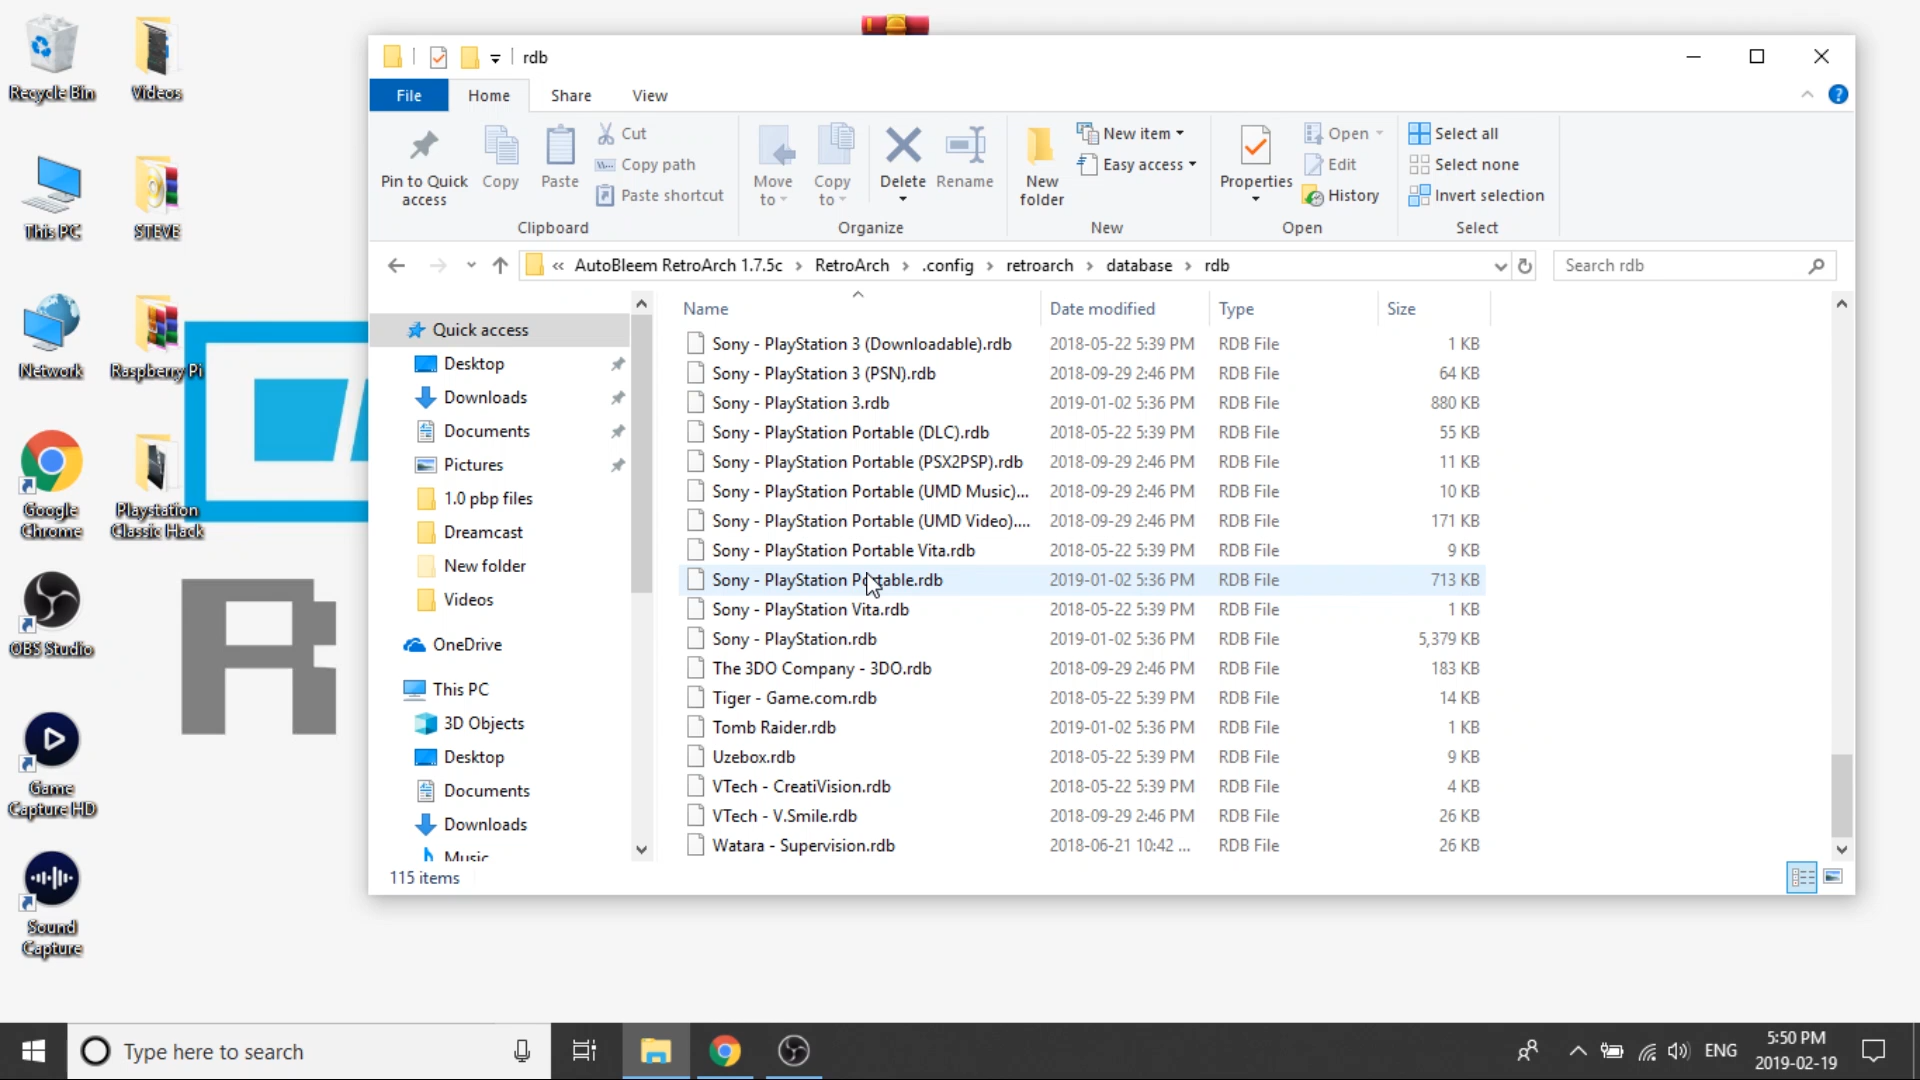 Recycle Bin
Videos
This PC
STEVE
Network
Raspberry Pi
Google
Chrome
Playstation
Classic Hack
OBS Studio
Game
Capture HD
Sound
Capture
R
rdb
File
Home
Share
View
?
Pin to Quick
access
Copy
Paste
Cut
Copy path
Paste shortcut
Clipboard
Move
to
Copy
to
Delete
Rename
Organize
New
folder
New item
Easy access
New
Properties
Open
Edit
History
Open
Select all
Select none
Invert selection
Select
« AutoBleem RetroArch 1.7.5c > RetroArch > .config > retroarch > database > rdb
Search rdb
Quick access
Desktop
Downloads
Documents
Pictures
1.0 pbp files
Dreamcast
New folder
Videos
OneDrive
This PC
3D Objects
Desktop
Documents
Downloads
Music
Name Date modified Type Size
Sony - PlayStation 3 (Downloadable).rdb 2018-05-22 5:39 PM RDB File 1 KB
Sony - PlayStation 3 (PSN).rdb 2018-09-29 2:46 PM RDB File 64 KB
Sony - PlayStation 3.rdb 2019-01-02 5:36 PM RDB File 880 KB
Sony - PlayStation Portable (DLC).rdb 2018-05-22 5:39 PM RDB File 55 KB
Sony - PlayStation Portable (PSX2PSP).rdb 2018-09-29 2:46 PM RDB File 11 KB
Sony - PlayStation Portable (UMD Music)... 2018-09-29 2:46 PM RDB File 10 KB
Sony - PlayStation Portable (UMD Video).... 2018-09-29 2:46 PM RDB File 171 KB
Sony - PlayStation Portable Vita.rdb 2018-05-22 5:39 PM RDB File 9 KB
Sony - PlayStation Portable.rdb 2019-01-02 5:36 PM RDB File 713 KB
Sony - PlayStation Vita.rdb 2018-05-22 5:39 PM RDB File 1 KB
Sony - PlayStation.rdb 2019-01-02 5:36 PM RDB File 5,379 KB
The 3DO Company - 3DO.rdb 2018-09-29 2:46 PM RDB File 183 KB
Tiger - Game.com.rdb 2018-05-22 5:39 PM RDB File 14 KB
Tomb Raider.rdb 2019-01-02 5:36 PM RDB File 1 KB
Uzebox.rdb 2018-05-22 5:39 PM RDB File 9 KB
VTech - CreatiVision.rdb 2018-05-22 5:39 PM RDB File 4 KB
VTech - V.Smile.rdb 2018-09-29 2:46 PM RDB File 26 KB
Watara - Supervision.rdb 2018-06-21 10:42 ... RDB File 26 KB
115 items
Type here to search
ENG
5:50 PM
2019-02-19